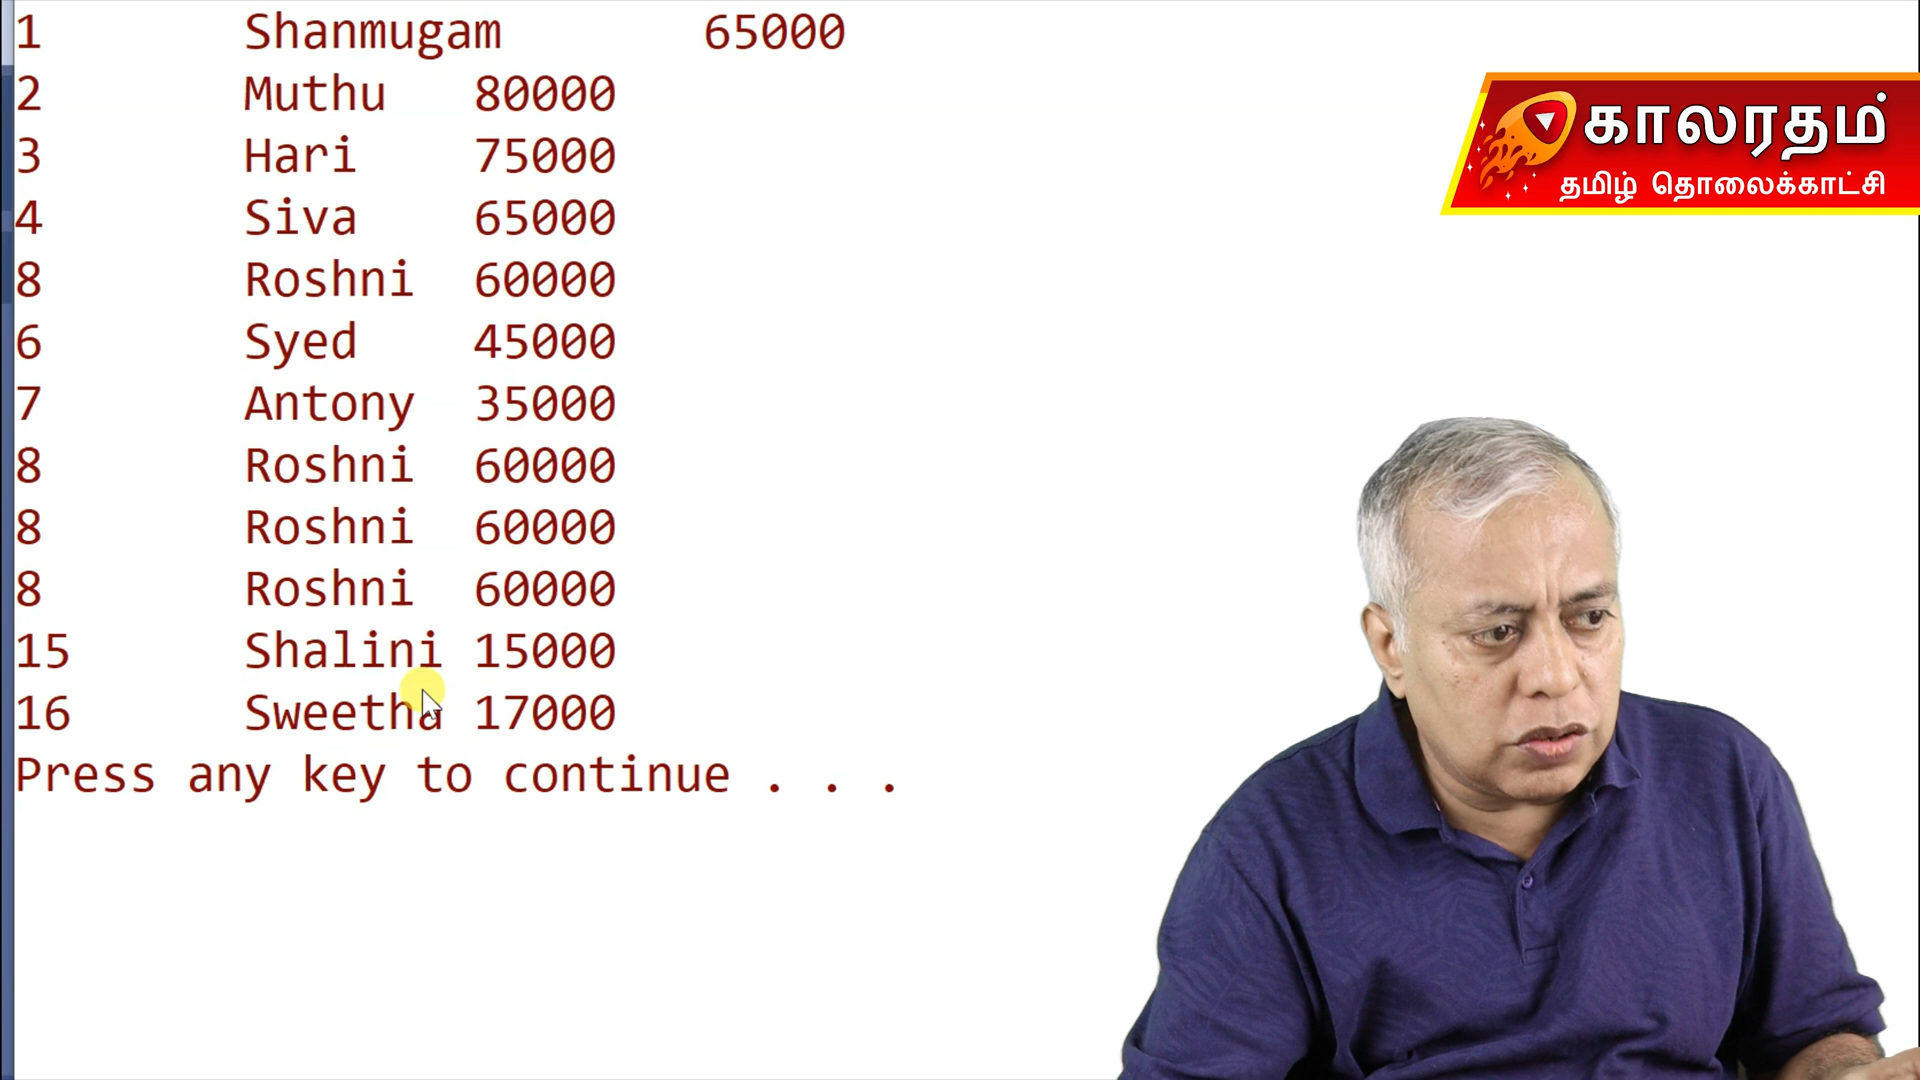 1 Shanmugam 65000
2 Muthu 80000
3 Hari 75000
4 Siva 65000
8 Roshni 60000
6 Syed 45000
7 Antony 35000
8 Roshni 60000
8 Roshni 60000
8 Roshni 60000
15 Shalini 15000
16 Sweetha 17000
Press any key to continue . . .
காலரதம்
தமிழ் தொலைக்காட்சி